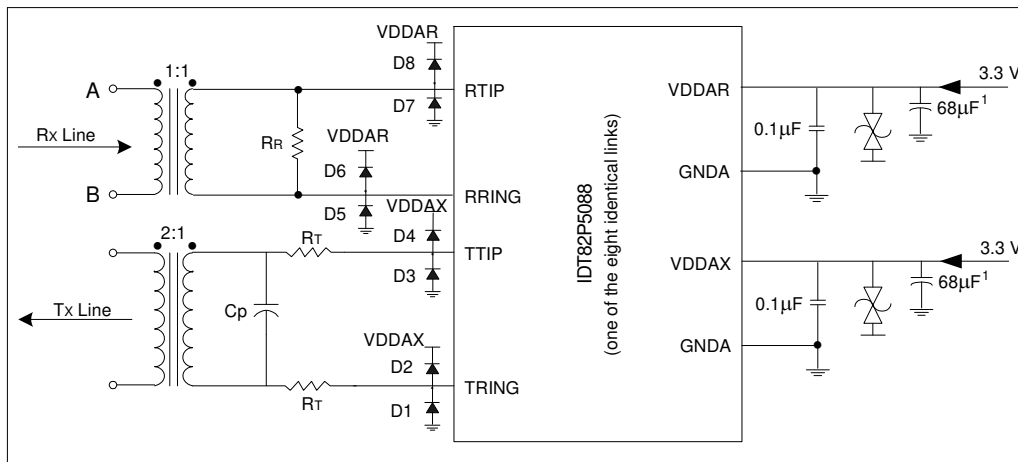 VDDAR
D8
1:1
A
RTIP
D7
Rx Line
RR
VDDAR
D6
B
RRING
D5
VDDAX
2:1
RT
D4
TTIP
D3
Tx Line
Cp
VDDAX
D2
TRING
RT
D1
IDT82P5088
(one of the eight identical links)
3.3 V
VDDAR
68µF1
0.1µF
GNDA
3.3 V
VDDAX
68µF1
0.1µF
GNDA